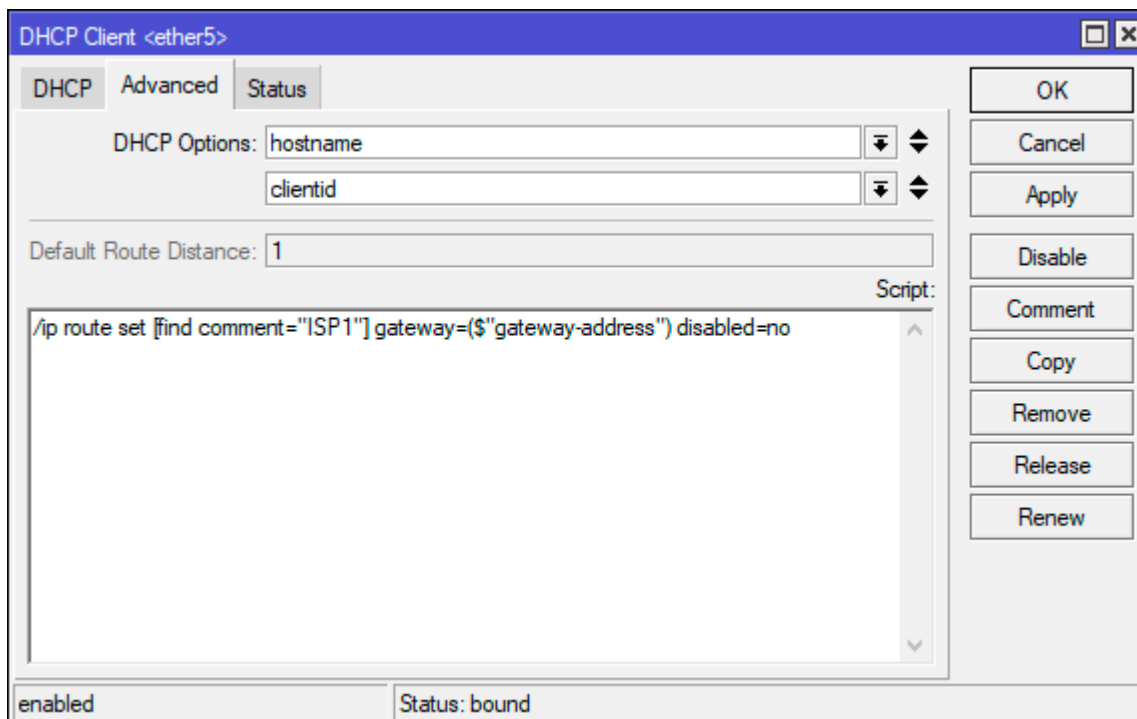 DHCP Client <ether5>
DHCP Advanced Status
DHCP Options: hostname
clientid
Default Route Distance: 1
Script:
/ip route set [find comment="ISP1"] gateway=($"gateway-address") disabled=no
OK
Cancel
Apply
Disable
Comment
Copy
Remove
Release
Renew
enabled Status: bound